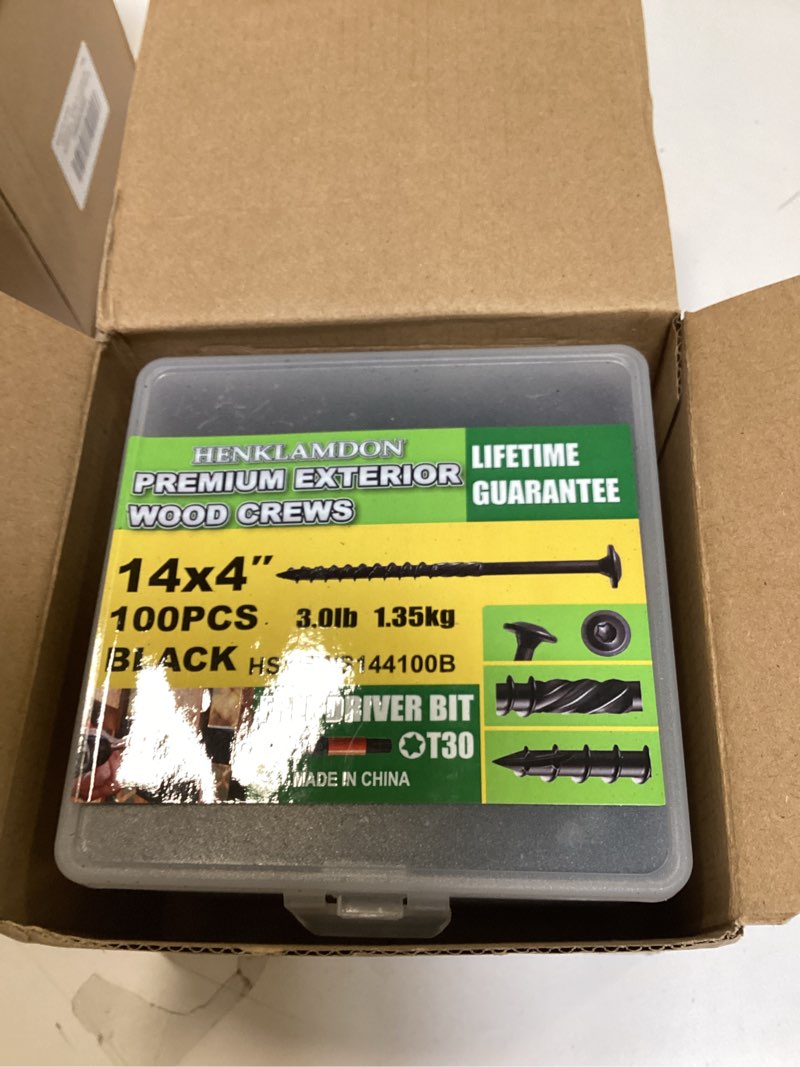 HENKLAMDON
PREMIUM EXTERIOR
WOOD CREWS
LIFETIME
GUARANTEE
14x4"
100PCS 3.0lb 1.35kg
BLACK
DRIVER BIT
T30
MADE IN CHINA